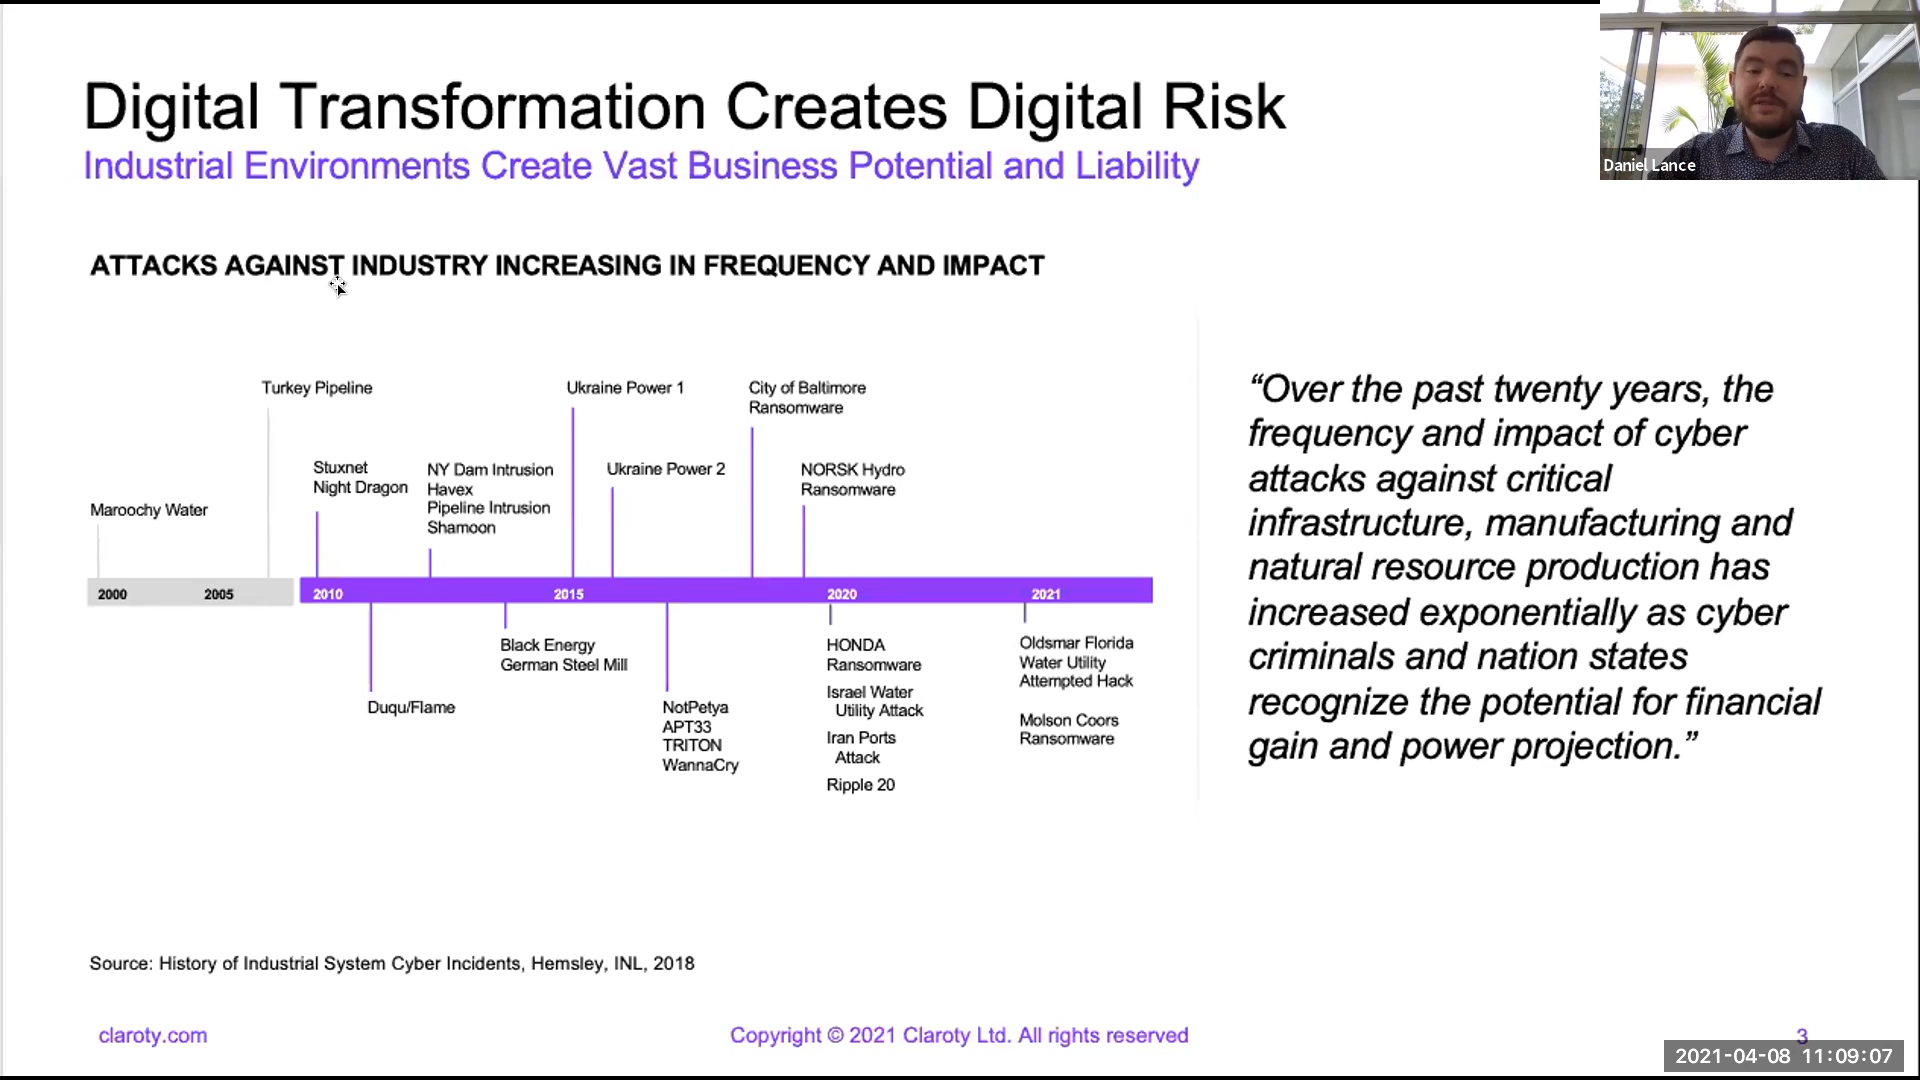 Digital Transformation Creates Digital Risk
Industrial Environments Create Vast Business Potential and Liability
Daniel Lance
ATTACKS AGAINST INDUSTRY INCREASING IN FREQUENCY AND IMPACT
Maroochy Water
Turkey Pipeline
Stuxnet
Night Dragon
NY Dam Intrusion
Havex
Pipeline Intrusion
Shamoon
Ukraine Power 1
Ukraine Power 2
City of Baltimore
Ransomware
NORSK Hydro
Ransomware
2000 2005 2010 2015 2020 2021
Duqu/Flame
Black Energy
German Steel Mill
NotPetya
APT33
TRITON
WannaCry
HONDA
Ransomware
Israel Water
Utility Attack
Iran Ports
Attack
Ripple 20
Oldsmar Florida
Water Utility
Attempted Hack
Molson Coors
Ransomware
“Over the past twenty years, the
frequency and impact of cyber
attacks against critical
infrastructure, manufacturing and
natural resource production has
increased exponentially as cyber
criminals and nation states
recognize the potential for financial
gain and power projection.”
Source: History of Industrial System Cyber Incidents, Hemsley, INL, 2018
claroty.com
Copyright © 2021 Claroty Ltd. All rights reserved
3
2021-04-08 11:09:07